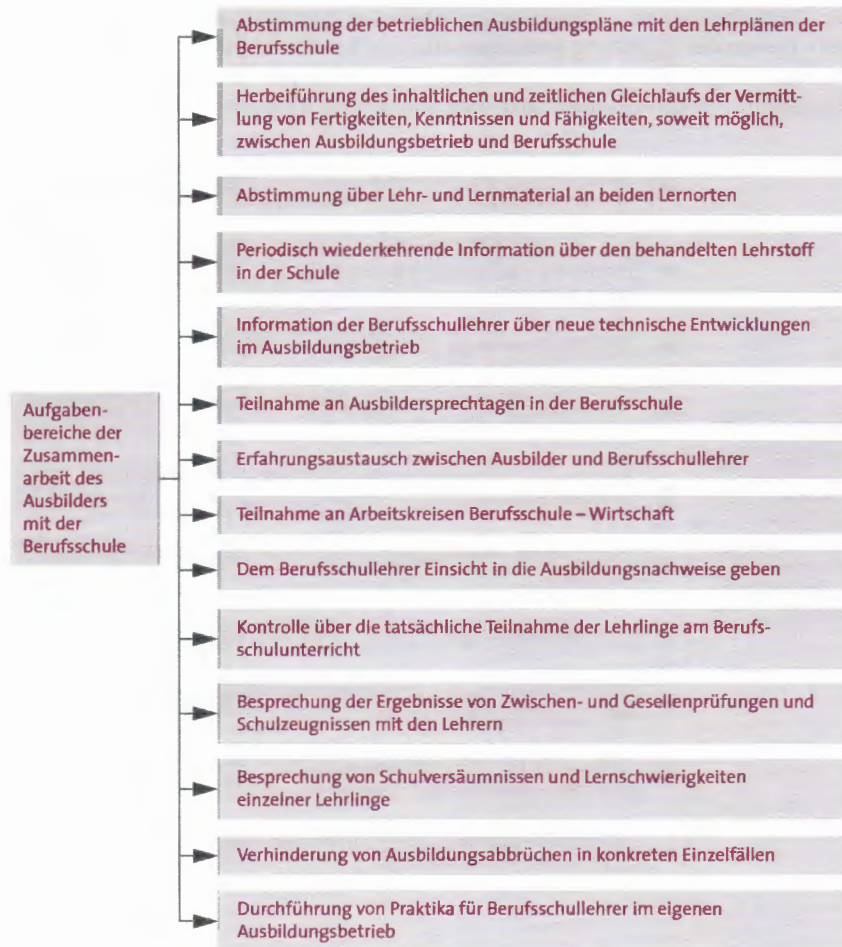 Abstimmung der betrieblichen Ausbildungspläne mit den Lehrplänen der
Berufsschule
Herbeiführung des inhaltlichen und zeitlichen Gleichlaufs der Vermitt-
lung von Fertigkeiten, Kenntnissen und Fähigkeiten, soweit möglich,
zwischen Ausbildungsbetrieb und Berufsschule
Abstimmung über Lehr- und Lernmaterial an beiden Lernorten
Periodisch wiederkehrende Information über den behandelten Lehrstoff
in der Schule
Information der Berufsschullehrer über neue technische Entwicklungen
im Ausbildungsbetrieb
Aufgaben-
bereiche der
Zusammen-
arbeit des
Ausbilders
mit der
Berufsschule
Teilnahme an Ausbildersprechtagen in der Berufsschule
Erfahrungsaustausch zwischen Ausbilder und Berufsschullehrer
Teilnahme an Arbeitskreisen Berufsschule – Wirtschaft
Dem Berufsschullehrer Einsicht in die Ausbildungsnachweise geben
Kontrolle über die tatsächliche Teilnahme der Lehrlinge am Berufs-
schulunterricht
Besprechung der Ergebnisse von Zwischen- und Gesellenprüfungen und
Schulzeugnissen mit den Lehrern
Besprechung von Schulversäumnissen und Lernschwierigkeiten
einzelner Lehrlinge
Verhinderung von Ausbildungsabbrüchen in konkreten Einzelfällen
Durchführung von Praktika für Berufsschullehrer im eigenen
Ausbildungsbetrieb